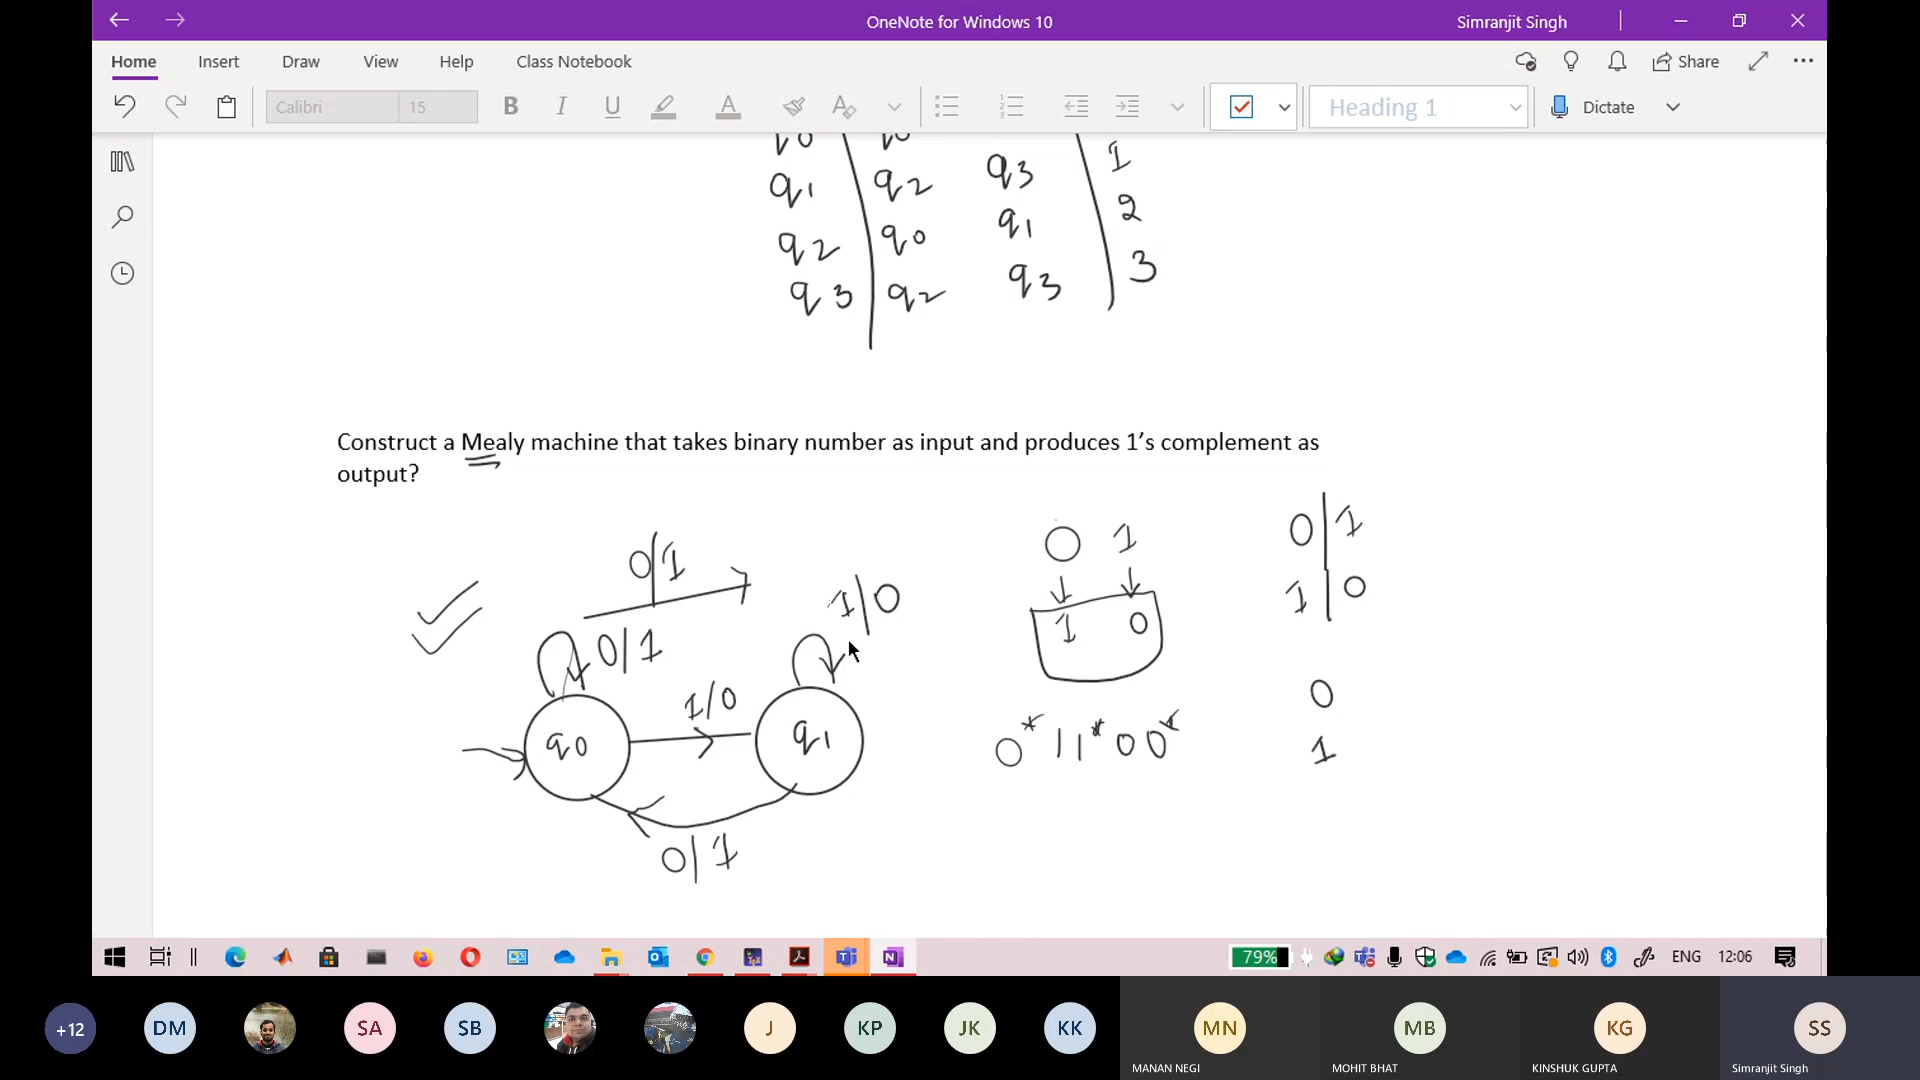 OneNote for Windows 10
Simranjit Singh
Home Insert Draw View Help Class Notebook Share
Calibri 15 B I U A A Heading 1 Dictate
q0 q0
q1 q2 q3 1
q2 q0 q1 2
q3 q2 q3 3
Construct a Mealy machine that takes binary number as input and produces 1's complement as
output?
0|1
0/1
1/0
1/0
q0
q1
0|1
0 1
1 0
0* 11* 00*
0|1
1|0
0
1
79%
ENG 12:06
+12 DM SA SB J KP JK KK MN MB KG SS
MANAN NEGI MOHIT BHAT KINSHUK GUPTA Simranjit Singh